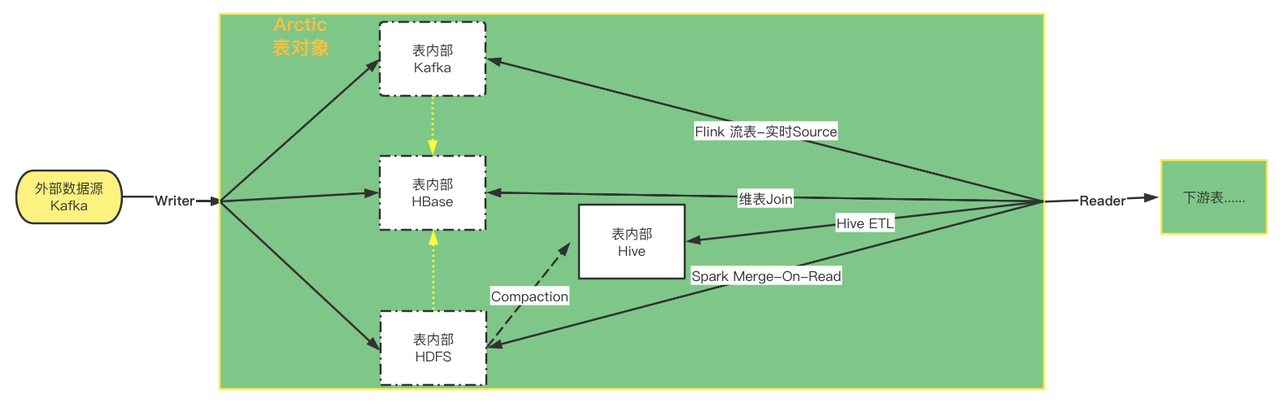 Arctic
表对象
表内部
Kafka
Flink 流表-实时Source
外部数据源
Kafka
Writer
表内部
HBase
维表Join
Reader
下游表......
表内部
Hive
Hive ETL
Spark Merge-On-Read
Compaction
表内部
HDFS